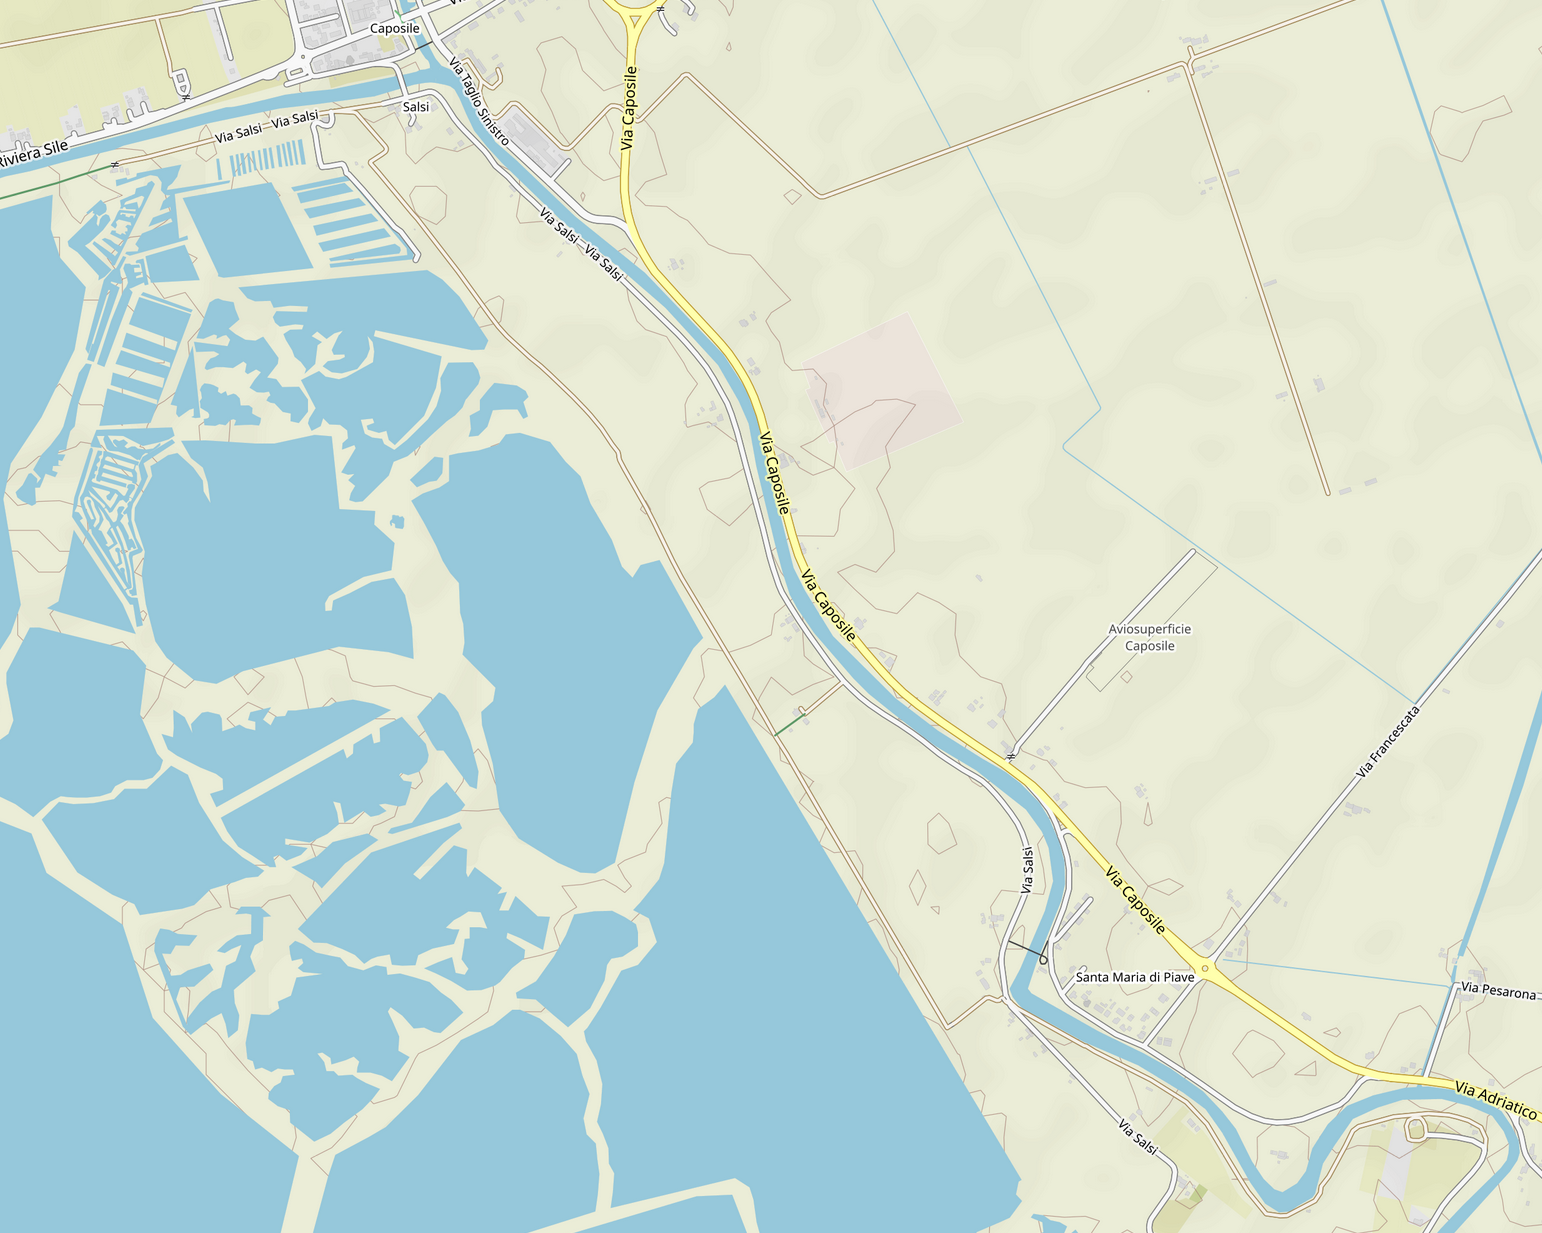 Caposile
Via Taglio Sinistro
Via Caposile
Salsi
Via Salsi
Via Salsi
Riviera Sile
Via Salsi
Via Salsi
Via Caposile
Via Caposile
Aviosuperficie
Caposile
Via Francescata
Via Salsi
Via Caposile
Santa Maria di Piave
Via Pesarona
Via Adriatico
Via Salsi